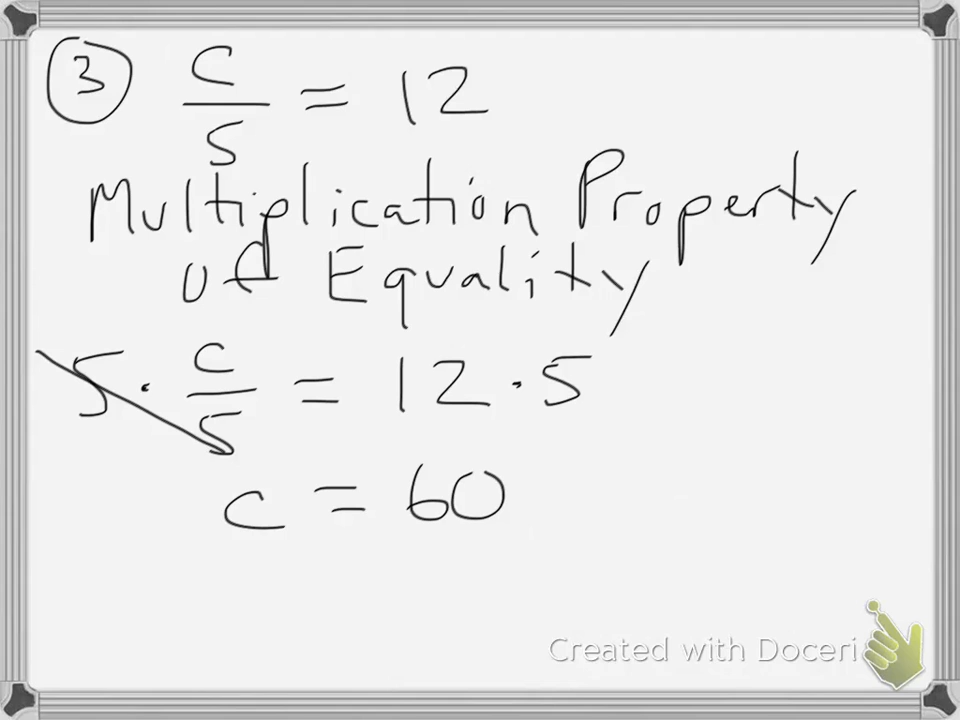 ③ c/5 = 12
Multiplication Property
of Equality
5 · c/5 = 12 · 5
c = 60
Created with Doceri